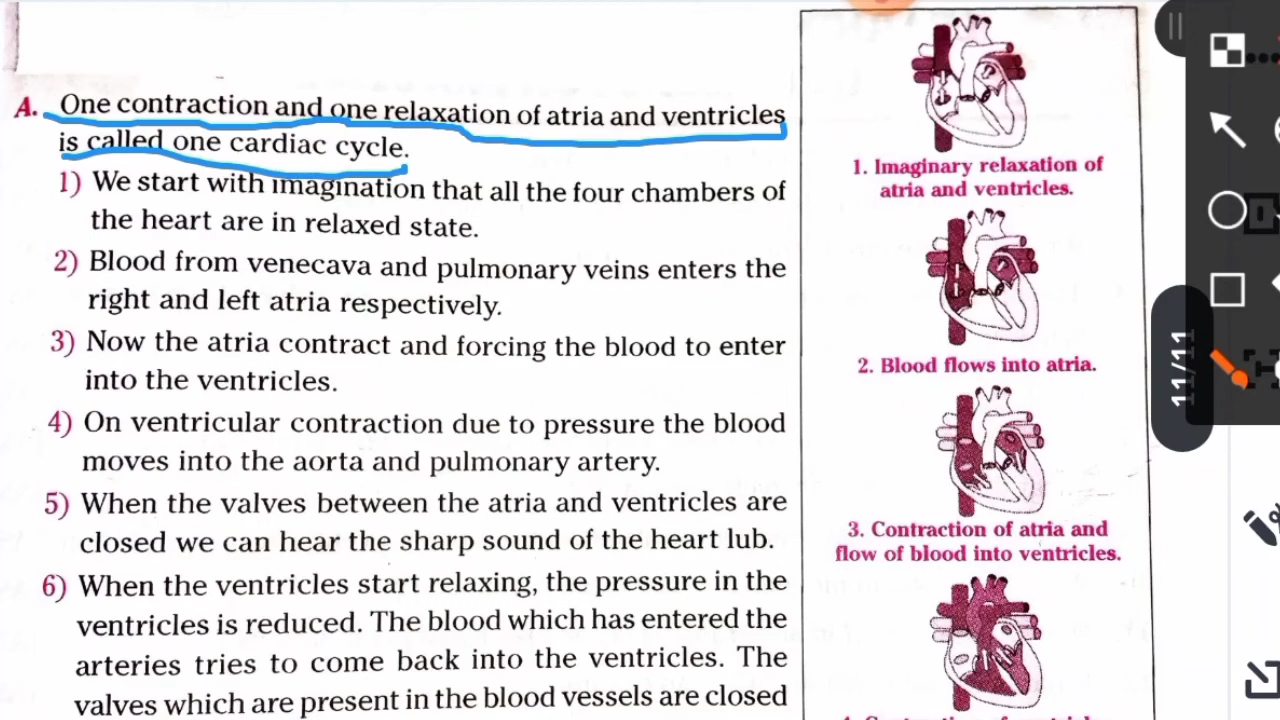 A. One contraction and one relaxation of atria and ventricles
is called one cardiac cycle.
1) We start with imagination that all the four chambers of
the heart are in relaxed state.
2) Blood from venecava and pulmonary veins enters the
right and left atria respectively.
3) Now the atria contract and forcing the blood to enter
into the ventricles.
4) On ventricular contraction due to pressure the blood
moves into the aorta and pulmonary artery.
5) When the valves between the atria and ventricles are
closed we can hear the sharp sound of the heart lub.
6) When the ventricles start relaxing, the pressure in the
ventricles is reduced. The blood which has entered the
arteries tries to come back into the ventricles. The
valves which are present in the blood vessels are closed
1. Imaginary relaxation of
atria and ventricles.
2. Blood flows into atria.
3. Contraction of atria and
flow of blood into ventricles.
11/11